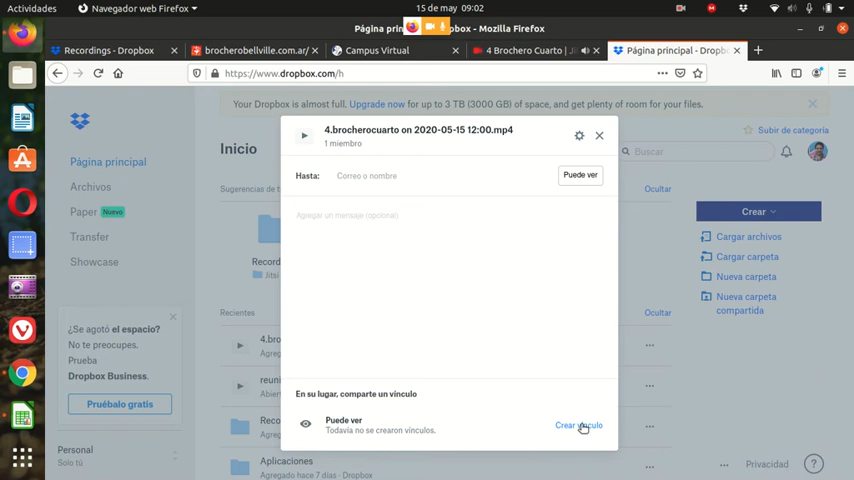 Actividades
Navegador web Firefox
15 de may 09:02
Página prin
pbox - Mozilla Firefox
Recordings - Dropbox
brocherobellville.com.ar/
Campus Virtual
4 Brochero Cuarto | Ji
Página principal - Dropb
https://www.dropbox.com/h
Your Dropbox is almost full. Upgrade now for up to 3 TB (3000 GB) of space, and get plenty of room for your files.
Subir de categoría
Página principal
Archivos
Paper Nuevo
Transfer
Showcase
¿Se agotó el espacio?
No te preocupes.
Prueba
Dropbox Business.
Pruébalo gratis
Personal
Solo tú
Inicio
Sugerencias de t
Ocultar
Record
Jitsi
Recientes
Ocultar
4.bro
Agreg
reuni
Abier
Reco
Agreg
Aplicaciones
Agregado hace 7 días · Dropbox
4.brocherocuarto on 2020-05-15 12:00.mp4
1 miembro
Hasta:
Correo o nombre
Puede ver
Agregar un mensaje (opcional)
En su lugar, comparte un vínculo
Puede ver
Todavía no se crearon vínculos.
Crear vínculo
Buscar
Crear
Cargar archivos
Cargar carpeta
Nueva carpeta
Nueva carpeta
compartida
Privacidad